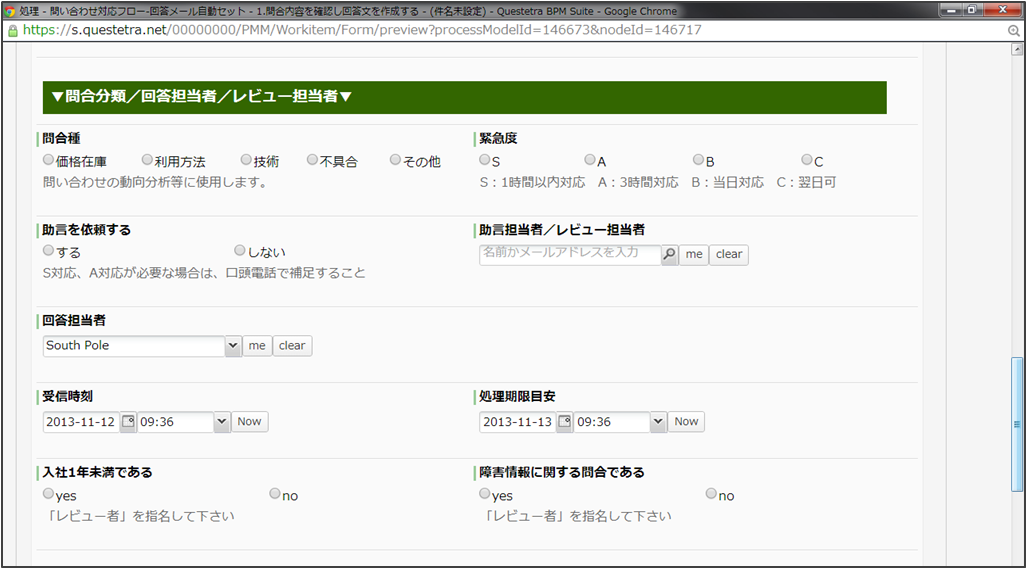 処理 - 問い合わせ対応フロー-回答メール自動セット - 1.問合内容を確認し回答文を作成する - (件名未設定) - Questetra BPM Suite - Google Chrome
https://s.questetra.net/00000000/PMM/Workitem/Form/preview?processModelId=146673&nodeId=146717
▼問合分類／回答担当者／レビュー担当者▼
問合種 緊急度
価格在庫 利用方法 技術 不具合 その他 S A B C
問い合わせの動向分析等に使用します。 S：1時間以内対応 A：3時間対応 B：当日対応 C：翌日可
助言を依頼する 助言担当者／レビュー担当者
する しない 名前かメールアドレスを入力 me clear
S対応、A対応が必要な場合は、口頭電話で補足すること
回答担当者
South Pole me clear
受信時刻 処理期限目安
2013-11-12 09:36 Now 2013-11-13 09:36 Now
入社1年未満である 障害情報に関する問合である
yes no yes no
「レビュー者」を指名して下さい 「レビュー者」を指名して下さい